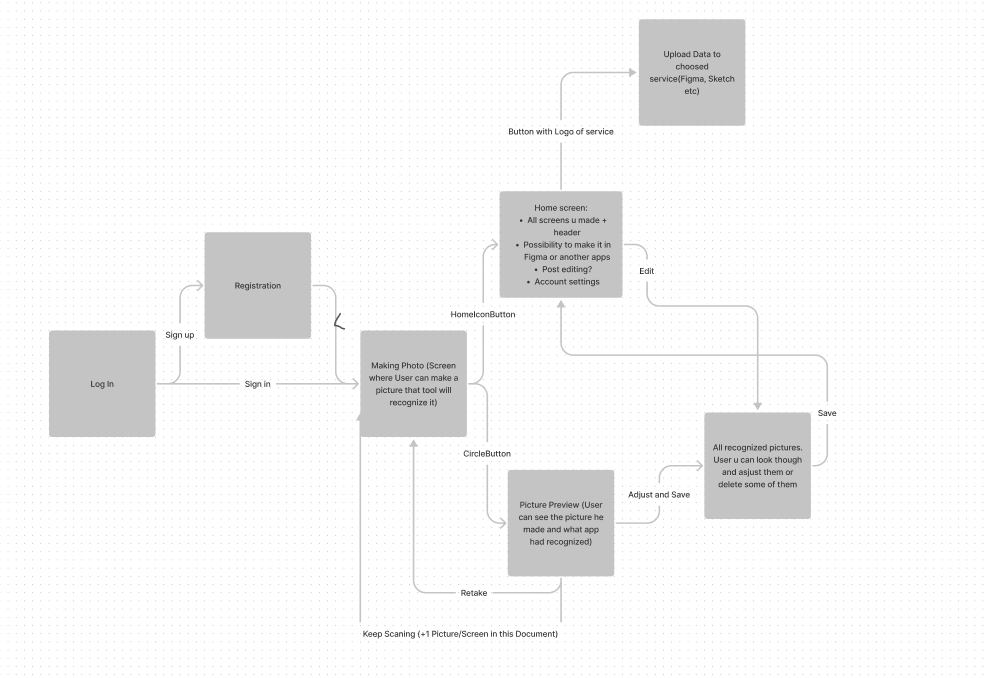 Upload Data to
choosed
service(Figma, Sketch
etc)
Button with Logo of service
Home screen:
• All screens u made +
header
• Possibility to make it in
Figma or another apps
• Post editing?
• Account settings
Edit
Registration
HomeIconButton
Sign up
Log In
Sign in
Making Photo (Screen
where User can make a
picture that tool will
recognize it)
Save
CircleButton
All recognized pictures.
User u can look though
and asjust them or
delete some of them
Adjust and Save
Picture Preview (User
can see the picture he
made and what app
had recognized)
Retake
Keep Scaning (+1 Picture/Screen in this Document)